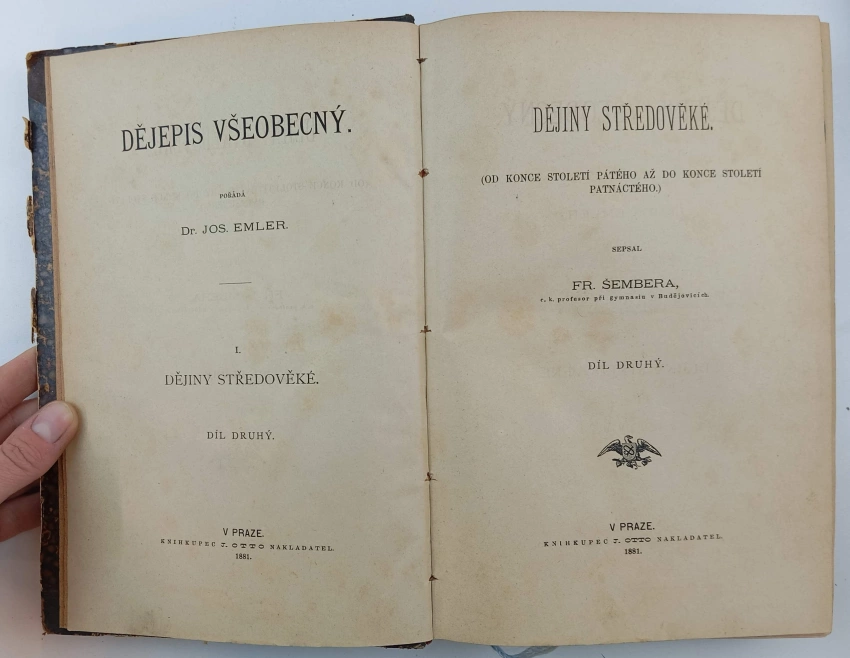 DĚJEPIS VŠEOBECNÝ.
POŘÁDÁ
Dr. JOS. EMLER.
I.
DĚJINY STŘEDOVĚKÉ.
DÍL DRUHÝ.
V PRAZE.
KNIHKUPEC J. OTTO NAKLADATEL.
1881.
DĚJINY STŘEDOVĚKÉ.
(OD KONCE STOLETÍ PÁTÉHO AŽ DO KONCE STOLETÍ
PATNÁCTÉHO.)
SEPSAL
FR. ŠEMBERA,
c. k. profesor při gymnasiu v Budějovicích.
DÍL DRUHÝ.
V PRAZE.
KNIHKUPEC J. OTTO NAKLADATEL.
1881.